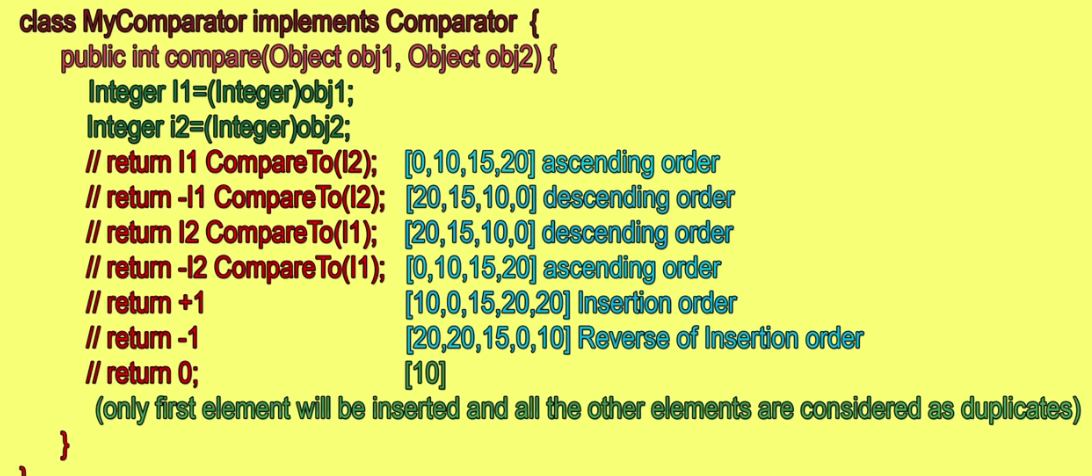 class MyComparator implements Comparator {
public int compare(Object obj1, Object obj2) {
Integer I1=(Integer)obj1;
Integer i2=(Integer)obj2;
// return I1 CompareTo(I2); [0,10,15,20] ascending order
// return -I1 CompareTo(I2); [20,15,10,0] descending order
// return I2 CompareTo(I1); [20,15,10,0] descending order
// return -I2 CompareTo(I1); [0,10,15,20] ascending order
// return +1 [10,0,15,20,20] Insertion order
// return -1 [20,20,15,0,10] Reverse of Insertion order
// return 0; [10]
(only first element will be inserted and all the other elements are considered as duplicates)
}
}